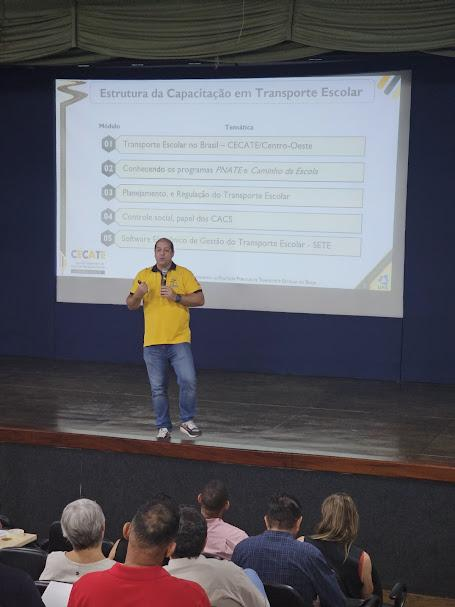 Estrutura da Capacitação em Transporte Escolar
Módulo Temática
01 Transporte Escolar no Brasil – CECATE/Centro-Oeste
02 Conhecendo os programas PNATE e Caminho da Escola
03 Planejamento, e Regulação do Transporte Escolar
04 Controle social, papel dos CACS
05 Software de Gestão do Transporte Escolar - SETE
CECATE